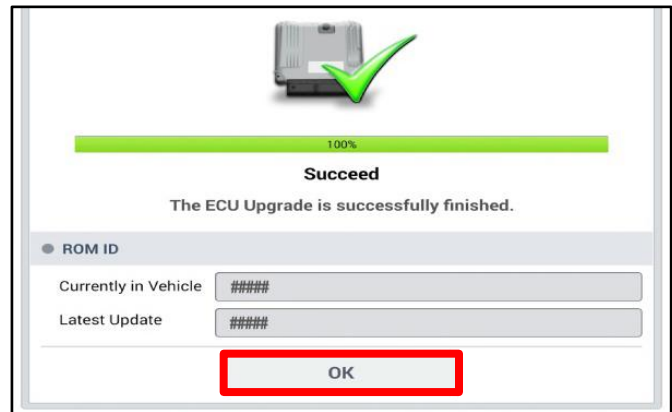 100%
Succeed
The ECU Upgrade is successfully finished.
ROM ID
Currently in Vehicle #####
Latest Update #####
OK